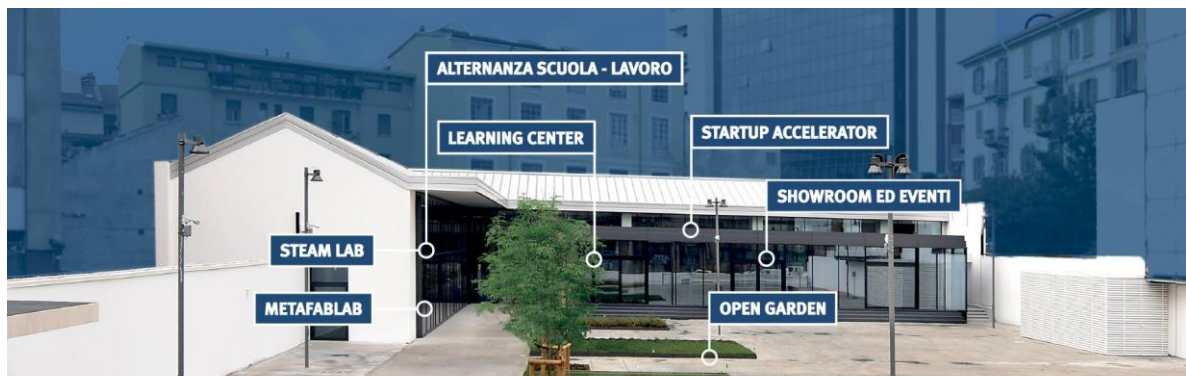 ALTERNANZA SCUOLA - LAVORO
LEARNING CENTER
STARTUP ACCELERATOR
SHOWROOM ED EVENTI
STEAM LAB
METAFABLAB
OPEN GARDEN